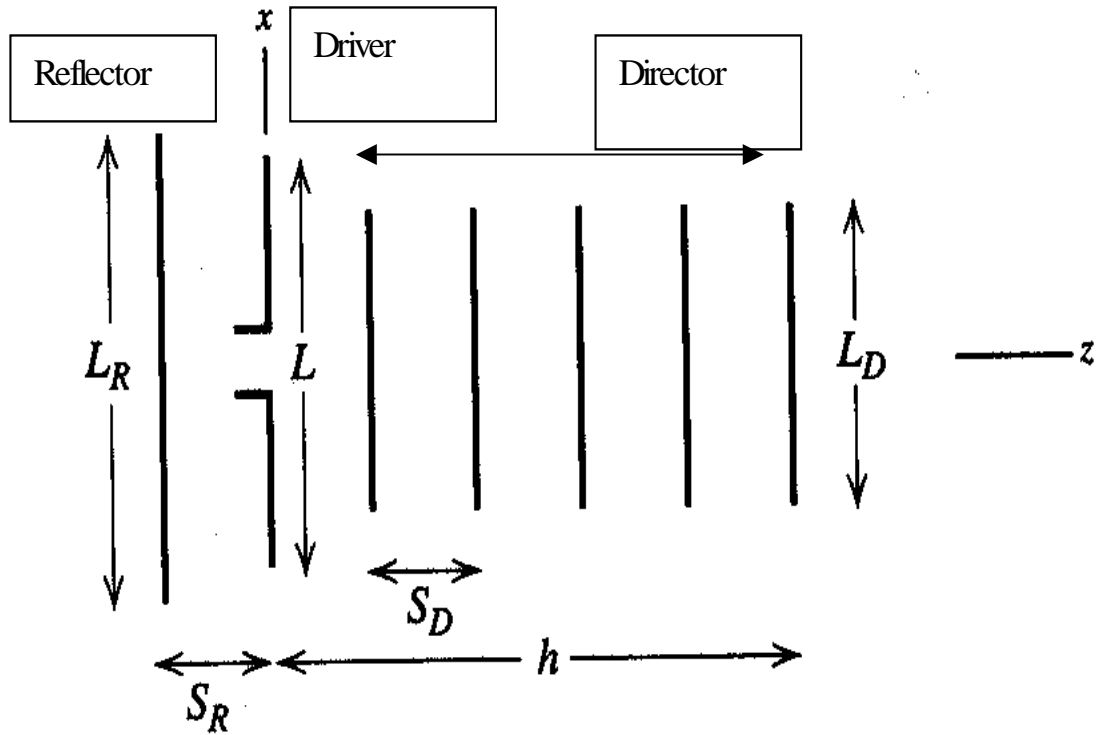 x
Reflector
Driver
Director
L_R
L
L_D
z
S_D
S_R
h